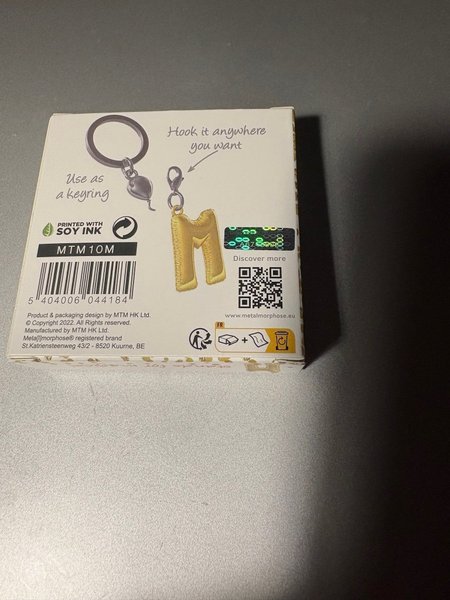 Hook it anywhere
you want
Use as
a keyring
PRINTED WITH
SOY INK
MTM10M
5 404006 044184
Discover more
www.metalmorphose.eu
Product & packaging design by MTM HK Ltd.
© Copyright 2022. All Rights reserved.
Manufactured by MTM HK Ltd.
Meta[l]morphose® registered brand
St.Katriensteenweg 43/2 - 8520 Kuurne, BE
FR
+
M